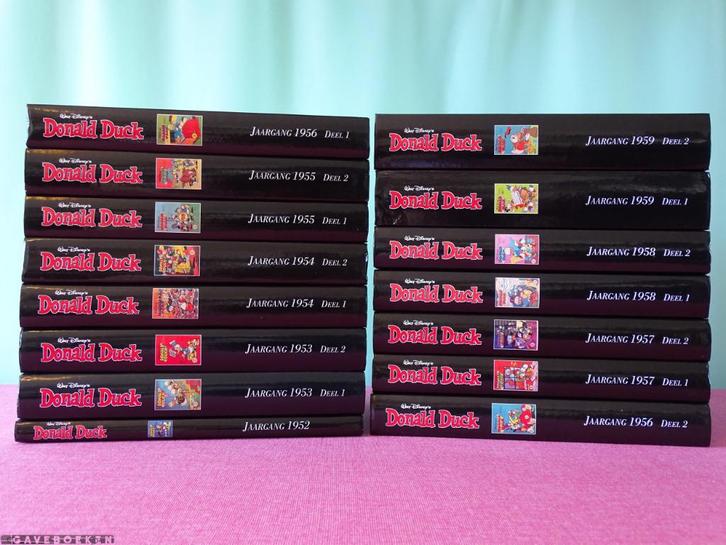 Walt Disney's
Donald Duck
JAARGANG 1956 DEEL 1
Walt Disney's
Donald Duck
JAARGANG 1955 DEEL 2
Walt Disney's
Donald Duck
JAARGANG 1955 DEEL 1
Walt Disney's
Donald Duck
JAARGANG 1954 DEEL 2
Walt Disney's
Donald Duck
JAARGANG 1954 DEEL 1
Walt Disney's
Donald Duck
JAARGANG 1953 DEEL 2
Walt Disney's
Donald Duck
JAARGANG 1953 DEEL 1
Walt Disney's
Donald Duck
JAARGANG 1952
Walt Disney's
Donald Duck
JAARGANG 1959 DEEL 2
Walt Disney's
Donald Duck
JAARGANG 1959 DEEL 1
Walt Disney's
Donald Duck
JAARGANG 1958 DEEL 2
Walt Disney's
Donald Duck
JAARGANG 1958 DEEL 1
Walt Disney's
Donald Duck
JAARGANG 1957 DEEL 2
Walt Disney's
Donald Duck
JAARGANG 1957 DEEL 1
Walt Disney's
Donald Duck
JAARGANG 1956 DEEL 2
GAVEBOEKEN